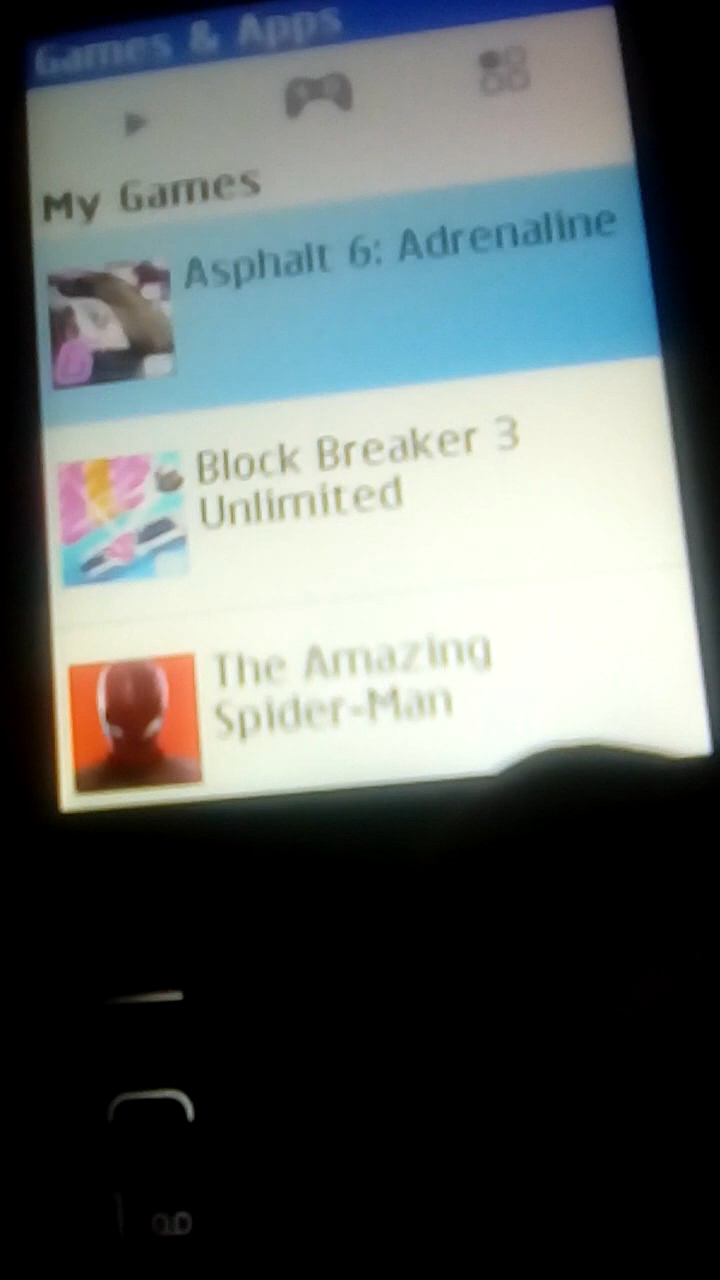 Games & Apps
My Games
Asphalt 6: Adrenaline
Block Breaker 3
Unlimited
The Amazing
Spider-Man